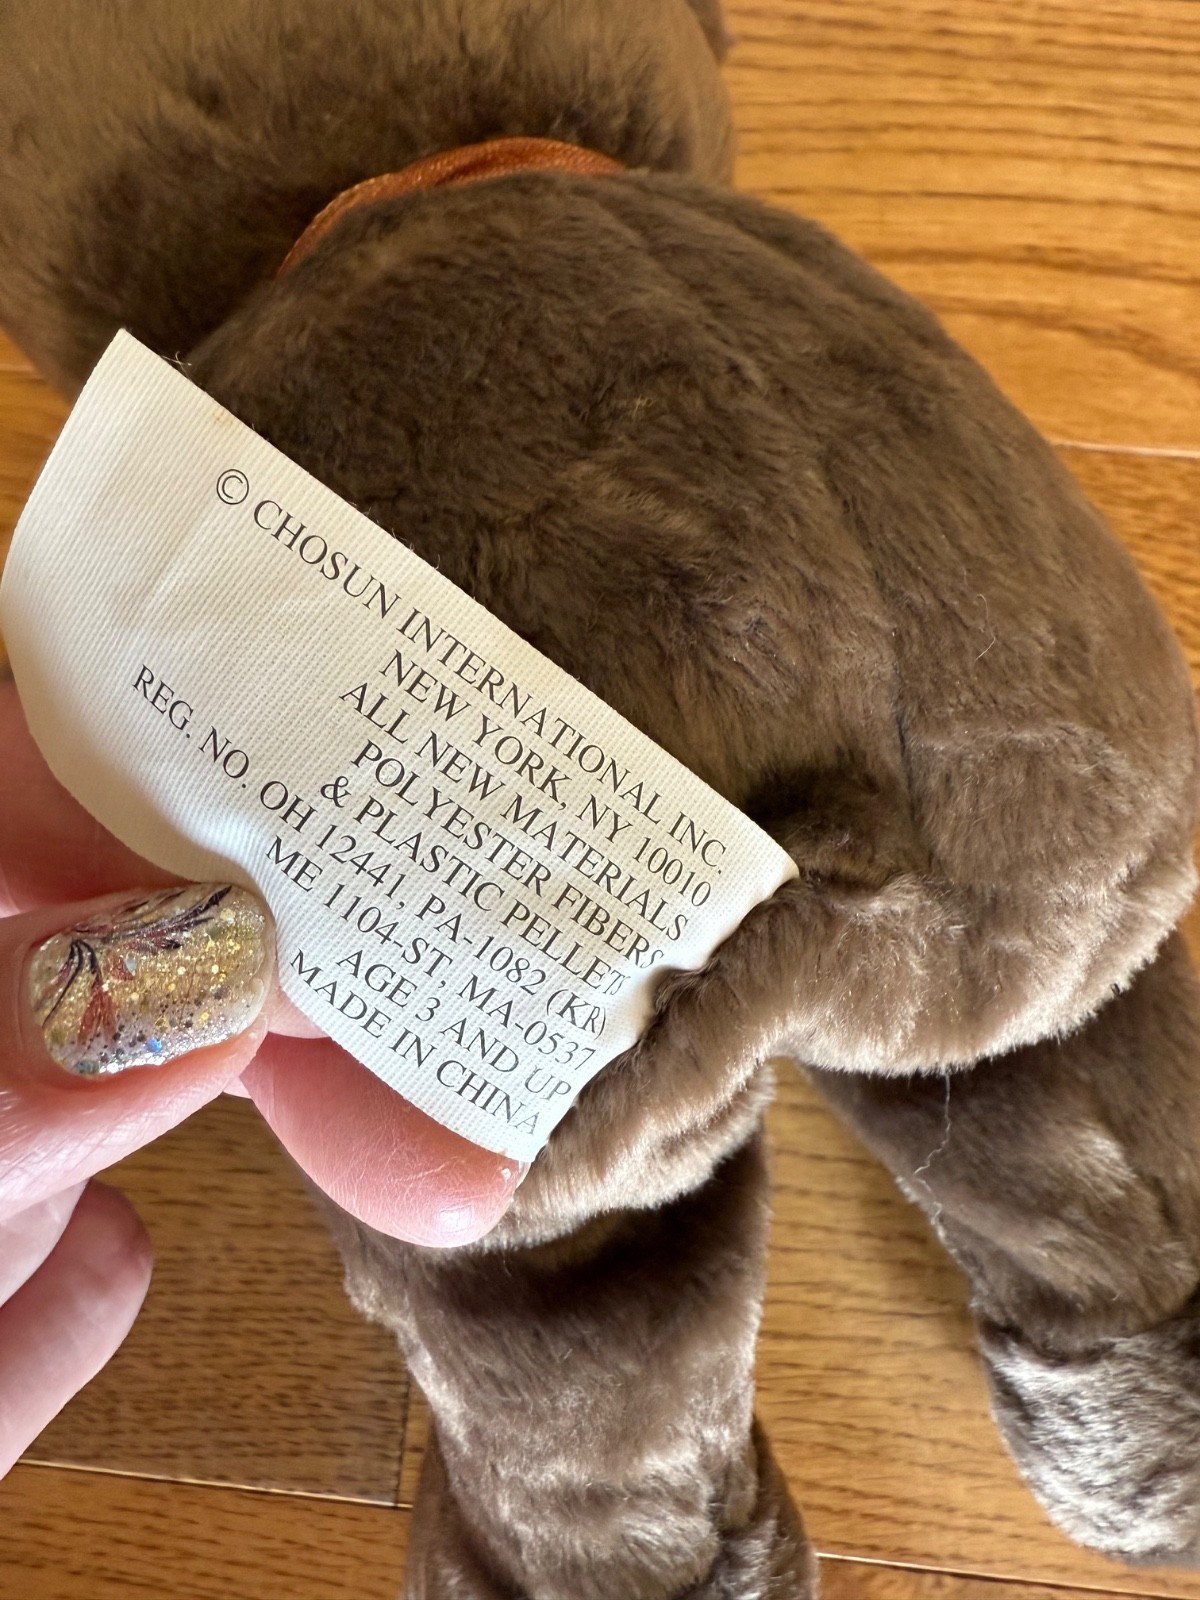 © CHOSUN INTERNATIONAL INC.
NEW YORK, NY 10010
ALL NEW MATERIALS
POLYESTER FIBERS
& PLASTIC PELLETS
REG. NO. OH 12441, PA-1082 (KR)
ME 1104-ST, MA-0537
AGE 3 AND UP
MADE IN CHINA